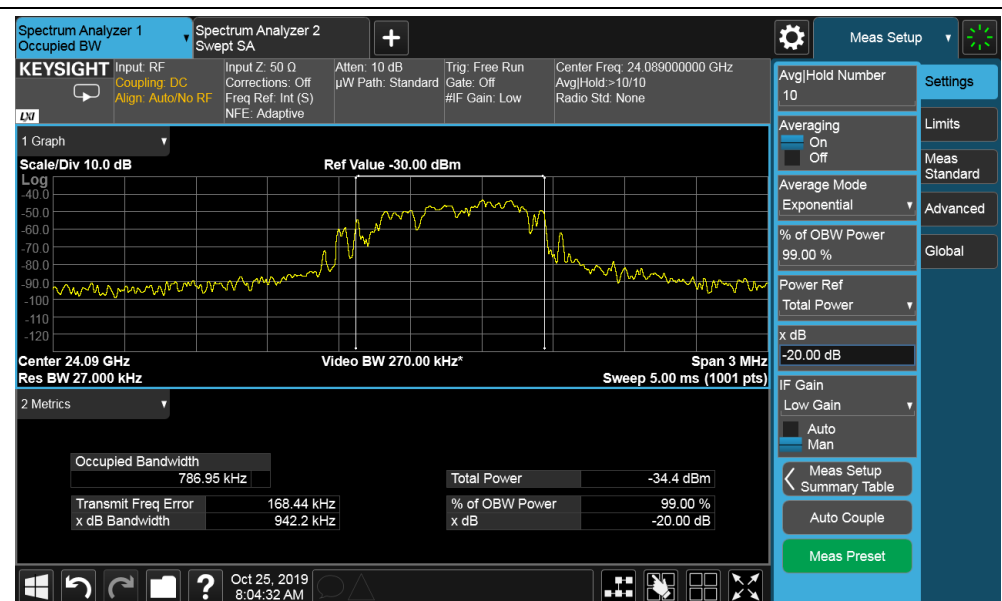 Spectrum Analyzer 1
Occupied BW
Spectrum Analyzer 2
Swept SA
+
Meas Setup
KEYSIGHT
LXI
Input: RF
Coupling: DC
Align: Auto/No RF
Input Z: 50 Ω
Corrections: Off
Freq Ref: Int (S)
NFE: Adaptive
Atten: 10 dB
µW Path: Standard
Trig: Free Run
Gate: Off
#IF Gain: Low
Center Freq: 24.089000000 GHz
Avg|Hold:>10/10
Radio Std: None
1 Graph
Scale/Div 10.0 dB
Ref Value -30.00 dBm
Log
-40.0
-50.0
-60.0
-70.0
-80.0
-90.0
-100
-110
-120
Center 24.09 GHz
Video BW 270.00 kHz*
Span 3 MHz
Res BW 27.000 kHz
Sweep 5.00 ms (1001 pts)
2 Metrics
Occupied Bandwidth
786.95 kHz
Total Power -34.4 dBm
Transmit Freq Error 168.44 kHz
% of OBW Power 99.00 %
x dB Bandwidth 942.2 kHz
x dB -20.00 dB
Avg|Hold Number
10
Averaging
On
Off
Average Mode
Exponential
% of OBW Power
99.00 %
Power Ref
Total Power
x dB
-20.00 dB
IF Gain
Low Gain
Auto
Man
Meas Setup
Summary Table
Auto Couple
Meas Preset
Settings
Limits
Meas
Standard
Advanced
Global
?
Oct 25, 2019
8:04:32 AM